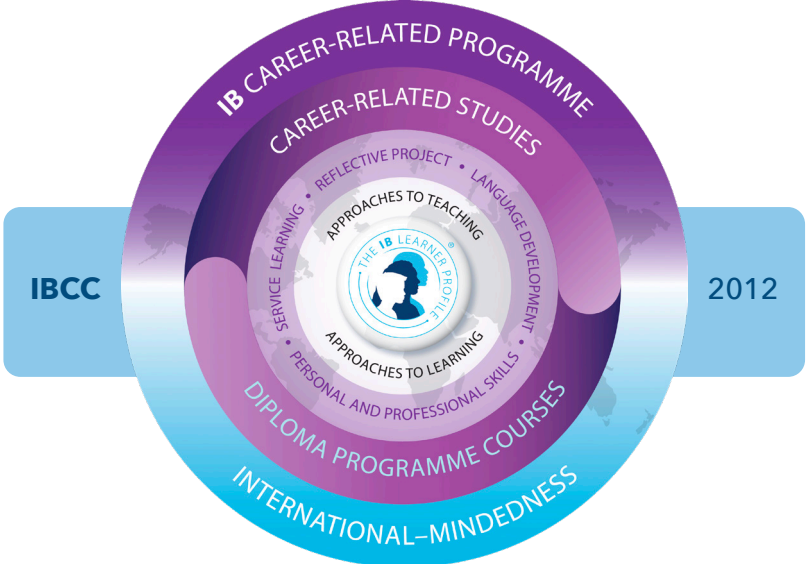 IB CAREER-RELATED PROGRAMME
CAREER-RELATED STUDIES
SERVICE LEARNING • REFLECTIVE PROJECT • LANGUAGE DEVELOPMENT • PERSONAL AND PROFESSIONAL SKILLS •
APPROACHES TO TEACHING
THE IB LEARNER PROFILE ®
APPROACHES TO LEARNING
IBCC
2012
DIPLOMA PROGRAMME COURSES
INTERNATIONAL–MINDEDNESS